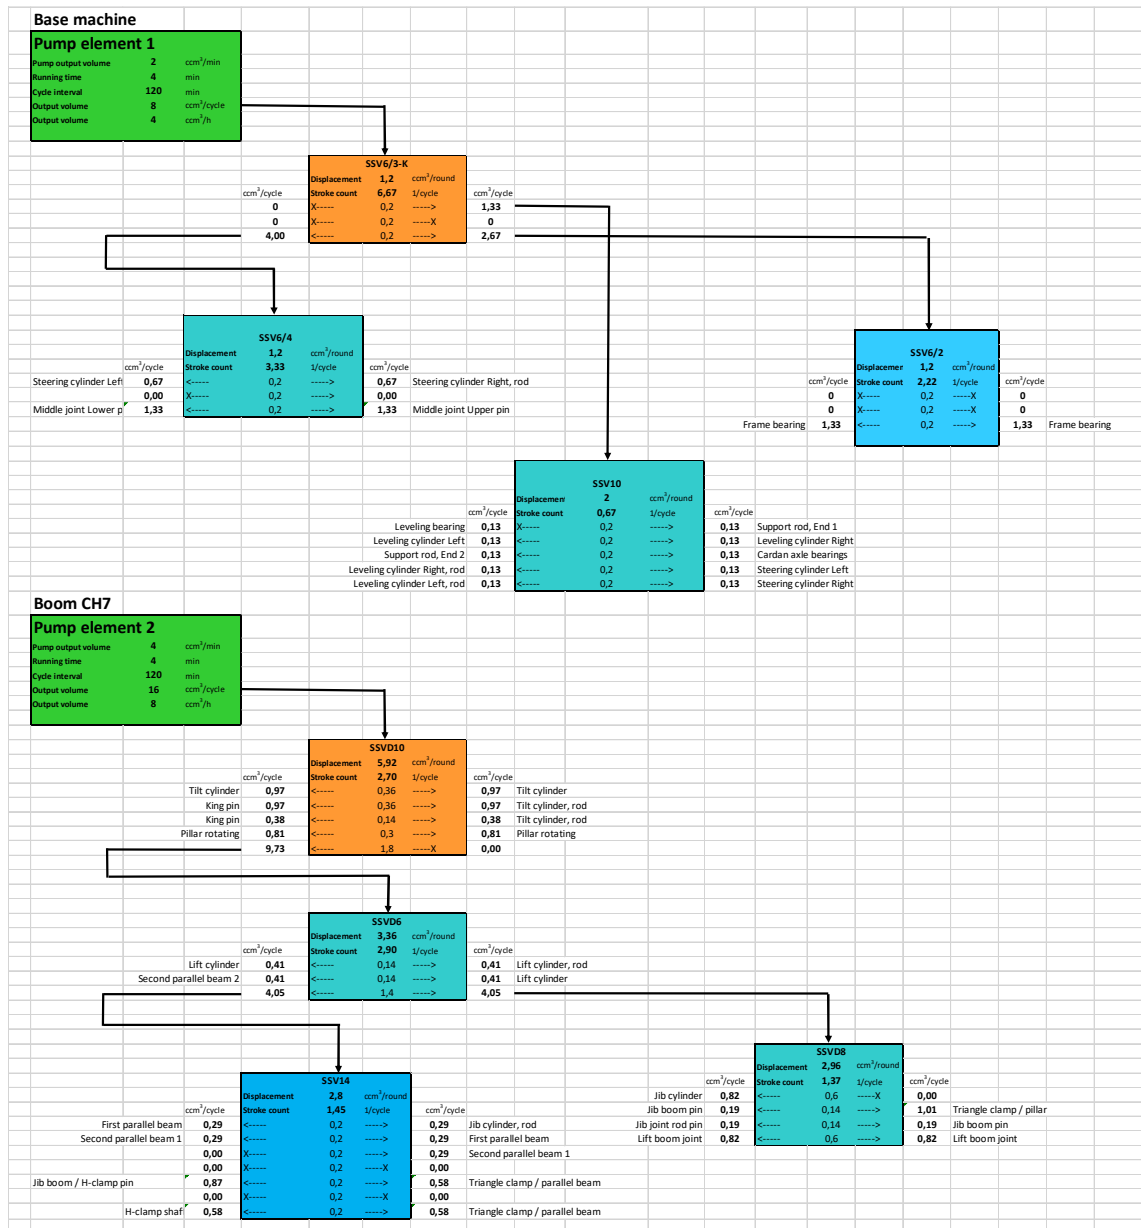 Base machine
Pump element 1
Pump output volume 2 ccm³/min
Running time 4 min
Cycle interval 120 min
Output volume 8 ccm³/cycle
Output volume 4 ccm³/h
SSV6/3-K
Displacement 1,2 ccm³/round
ccm³/cycle Stroke count 6,67 1/cycle ccm³/cycle
0 X----- 0,2 -----> 1,33
0 X----- 0,2 -----X 0
4,00 <----- 0,2 -----> 2,67
SSV6/4
Displacement 1,2 ccm³/round
ccm³/cycle Stroke count 3,33 1/cycle ccm³/cycle
Steering cylinder Left 0,67 <----- 0,2 -----> 0,67 Steering cylinder Right, rod
0,00 X----- 0,2 -----> 0,00
Middle joint Lower p 1,33 <----- 0,2 -----> 1,33 Middle joint Upper pin
SSV6/2
Displacemer 1,2 ccm³/round
ccm³/cycle Stroke count 2,22 1/cycle ccm³/cycle
0 X----- 0,2 -----X 0
0 X----- 0,2 -----X 0
Frame bearing 1,33 <----- 0,2 -----> 1,33 Frame bearing
SSV10
Displacemen 2 ccm³/round
ccm³/cycle Stroke count 0,67 1/cycle ccm³/cycle
Leveling bearing 0,13 X----- 0,2 -----> 0,13 Support rod, End 1
Leveling cylinder Left 0,13 <----- 0,2 -----> 0,13 Leveling cylinder Right
Support rod, End 2 0,13 <----- 0,2 -----> 0,13 Cardan axle bearings
Leveling cylinder Right, rod 0,13 <----- 0,2 -----> 0,13 Steering cylinder Left
Leveling cylinder Left, rod 0,13 <----- 0,2 -----> 0,13 Steering cylinder Right
Boom CH7
Pump element 2
Pump output volume 4 ccm³/min
Running time 4 min
Cycle interval 120 min
Output volume 16 ccm³/cycle
Output volume 8 ccm³/h
SSVD10
Displacement 5,92 ccm³/round
ccm³/cycle Stroke count 2,70 1/cycle ccm³/cycle
Tilt cylinder 0,97 <----- 0,36 -----> 0,97 Tilt cylinder
King pin 0,97 <----- 0,36 -----> 0,97 Tilt cylinder, rod
King pin 0,38 <----- 0,14 -----> 0,38 Tilt cylinder, rod
Pillar rotating 0,81 <----- 0,3 -----> 0,81 Pillar rotating
9,73 <----- 1,8 -----X 0,00
SSVD6
Displacement 3,36 ccm³/round
ccm³/cycle Stroke count 2,90 1/cycle ccm³/cycle
Lift cylinder 0,41 <----- 0,14 -----> 0,41 Lift cylinder, rod
Second parallel beam 2 0,41 <----- 0,14 -----> 0,41 Lift cylinder
4,05 <----- 1,4 -----> 4,05
SSVD8
Displacement 2,96 ccm³/round
ccm³/cycle Stroke count 1,37 1/cycle ccm³/cycle
Jib cylinder 0,82 <----- 0,6 -----X 0,00
Jib boom pin 0,19 <----- 0,14 -----> 1,01 Triangle clamp / pillar
Jib joint rod pin 0,19 <----- 0,14 -----> 0,19 Jib boom pin
Lift boom joint 0,82 <----- 0,6 -----> 0,82 Lift boom joint
SSV14
Displacement 2,8 ccm³/round
ccm³/cycle Stroke count 1,45 1/cycle ccm³/cycle
First parallel beam 0,29 <----- 0,2 -----> 0,29 Jib cylinder, rod
Second parallel beam 1 0,29 <----- 0,2 -----> 0,29 First parallel beam
0,00 X----- 0,2 -----> 0,29 Second parallel beam 1
0,00 X----- 0,2 -----X 0,00
Jib boom / H-clamp pin 0,87 <----- 0,2 -----> 0,58 Triangle clamp / parallel beam
0,00 X----- 0,2 -----X 0,00
H-clamp shaf 0,58 <----- 0,2 -----> 0,58 Triangle clamp / parallel beam